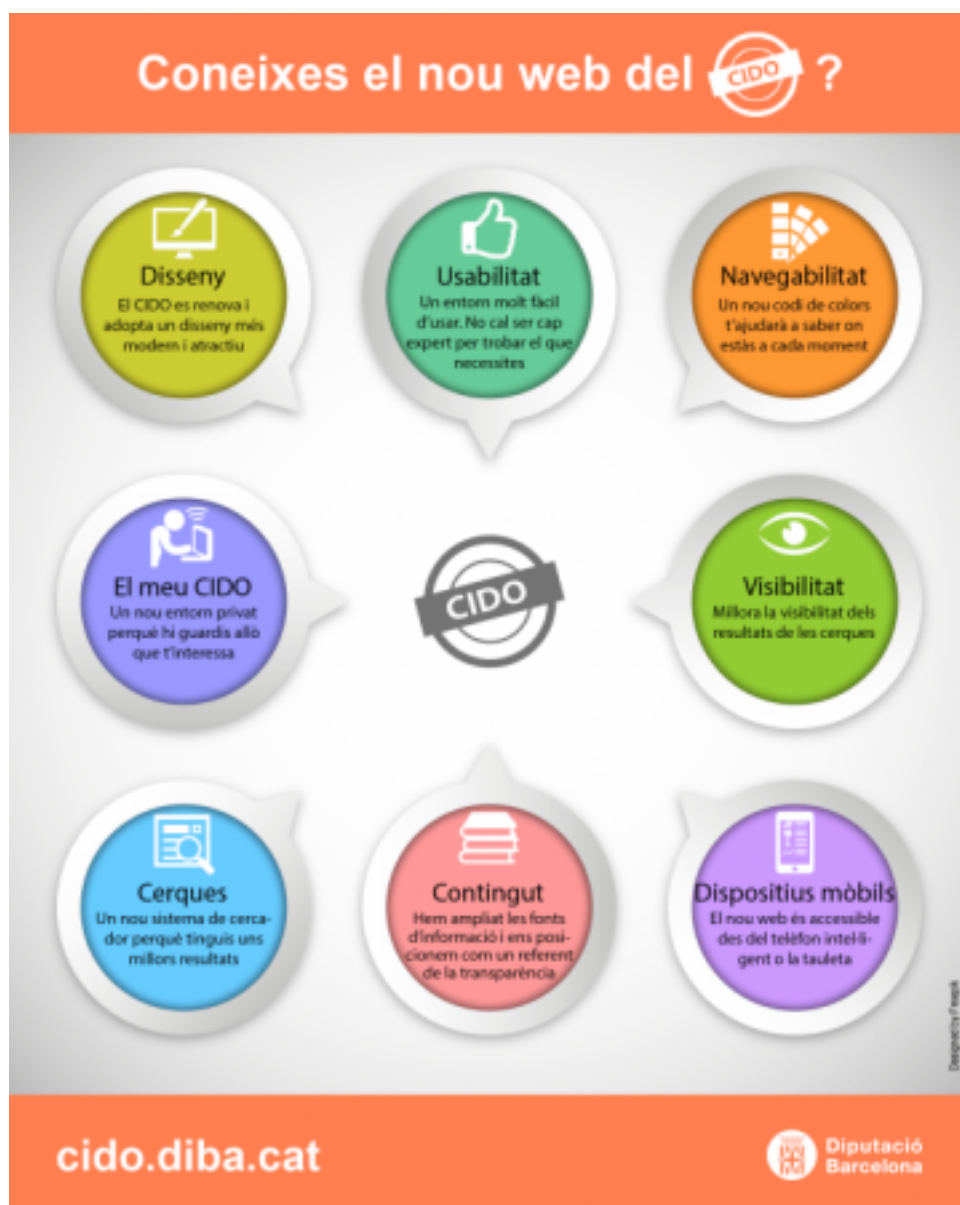 Coneixes el nou web del CIDO ?
Disseny
El CIDO es renova i
adopta un disseny més
modern i atractiu
Usabilitat
Un entorn molt fàcil
d'usar. No cal ser cap
expert per trobar el que
necessites
Navegabilitat
Un nou codi de colors
t'ajudarà a saber on
estàs a cada moment
El meu CIDO
Un nou entorn privat
perquè hi guardis allò
que t'interessa
CIDO
Visibilitat
Millora la visibilitat dels
resultats de les cerques
Cerques
Un nou sistema de cerca-
dor perquè tinguis uns
millors resultats
Contingut
Hem ampliat les fonts
d'informació i ens posi-
cionem com un referent
de la transparència.
Dispositius mòbils
El nou web és accessible
des del telèfon intel·li-
gent o la tauleta
Designed by Freepik
cido.diba.cat
Diputació
Barcelona